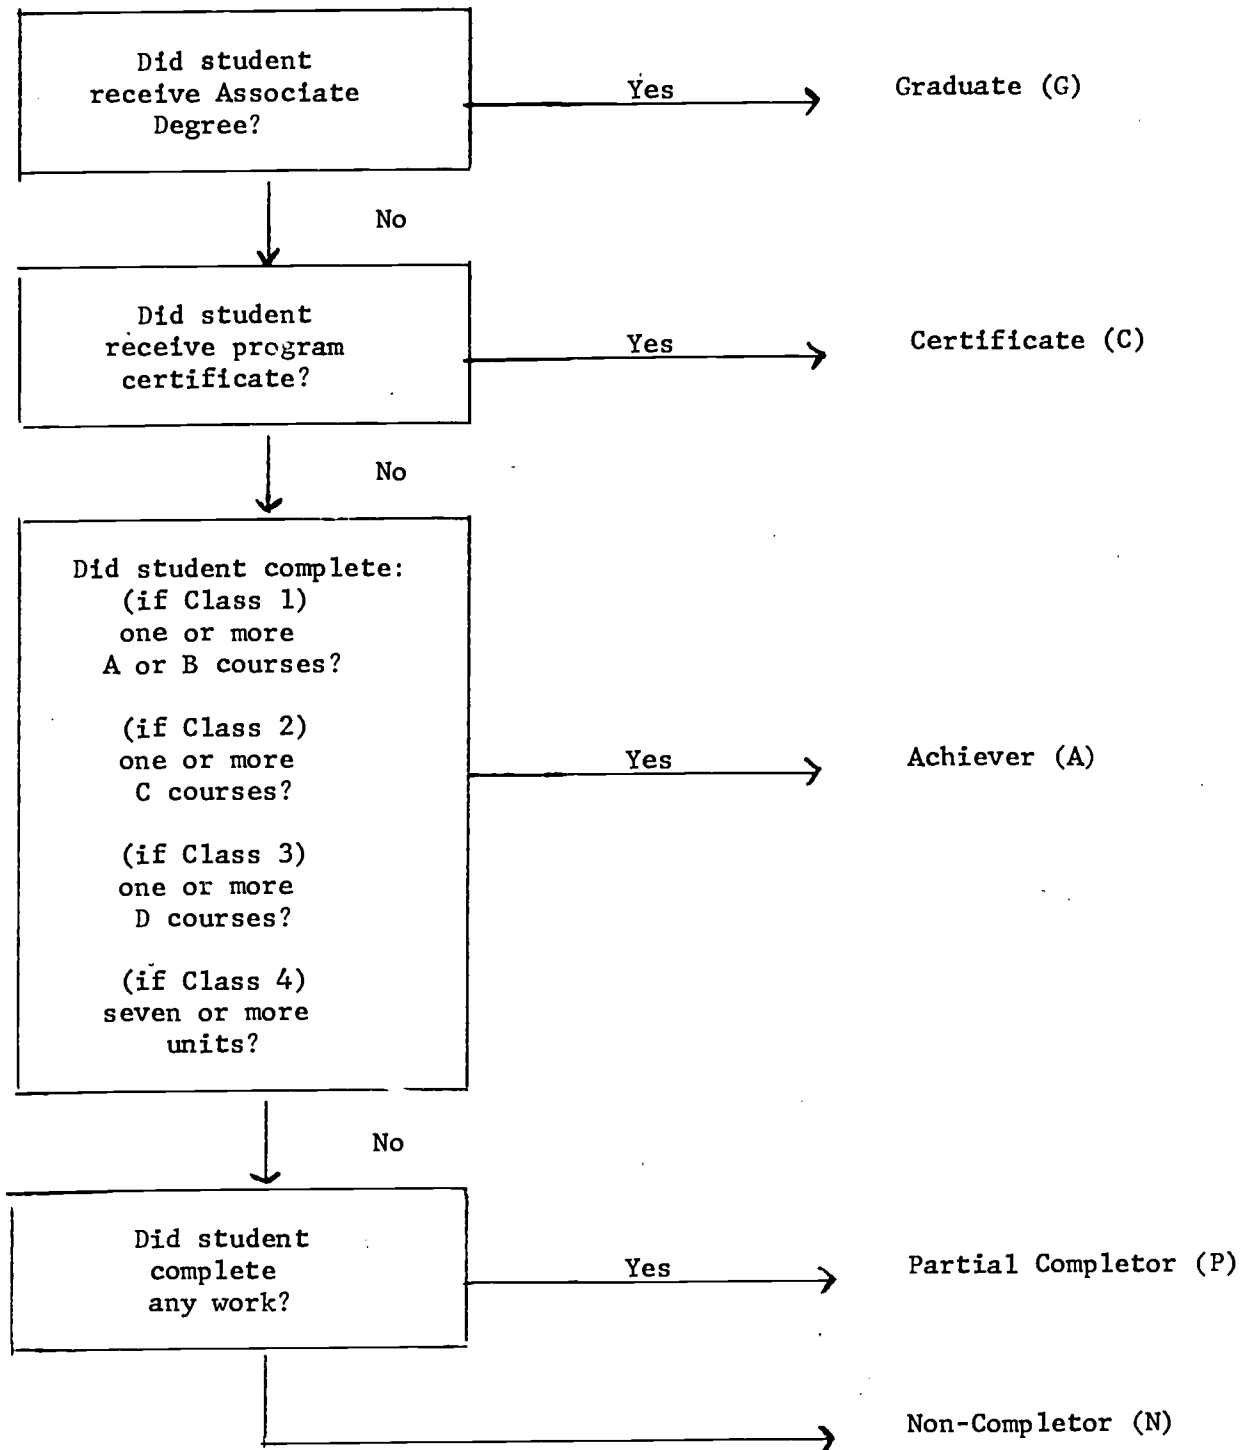 Did student
receive Associate
Degree?
Yes
Graduate (G)
No
Did student
receive program
certificate?
Yes
Certificate (C)
No
Did student complete:
(if Class 1)
one or more
A or B courses?
(if Class 2)
one or more
C courses?
(if Class 3)
one or more
D courses?
(if Class 4)
seven or more
units?
Yes
Achiever (A)
No
Did student
complete
any work?
Yes
Partial Completor (P)
Non-Completor (N)